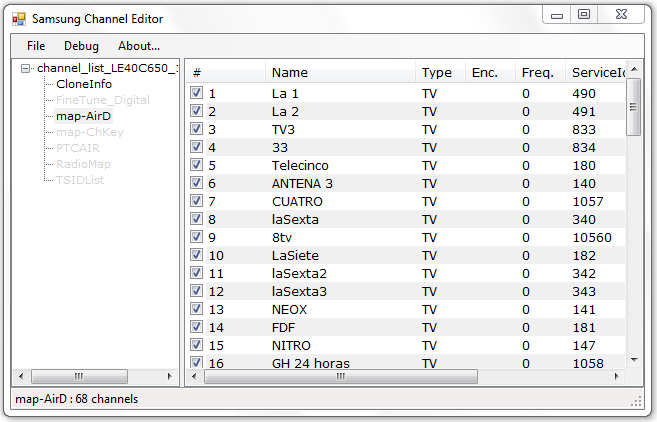 Samsung Channel Editor
File Debug About...
channel_list_LE40C650_
CloneInfo
FineTune_Digital
map-AirD
map-ChKey
PTCAIR
RadioMap
TSIDList
# Name Type Enc. Freq. ServiceId
1 La 1 TV 0 490
2 La 2 TV 0 491
3 TV3 TV 0 833
4 33 TV 0 834
5 Telecinco TV 0 180
6 ANTENA 3 TV 0 140
7 CUATRO TV 0 1057
8 laSexta TV 0 340
9 8tv TV 0 10560
10 LaSiete TV 0 182
11 laSexta2 TV 0 342
12 laSexta3 TV 0 343
13 NEOX TV 0 141
14 FDF TV 0 181
15 NITRO TV 0 147
16 GH 24 horas TV 0 1058
map-AirD : 68 channels